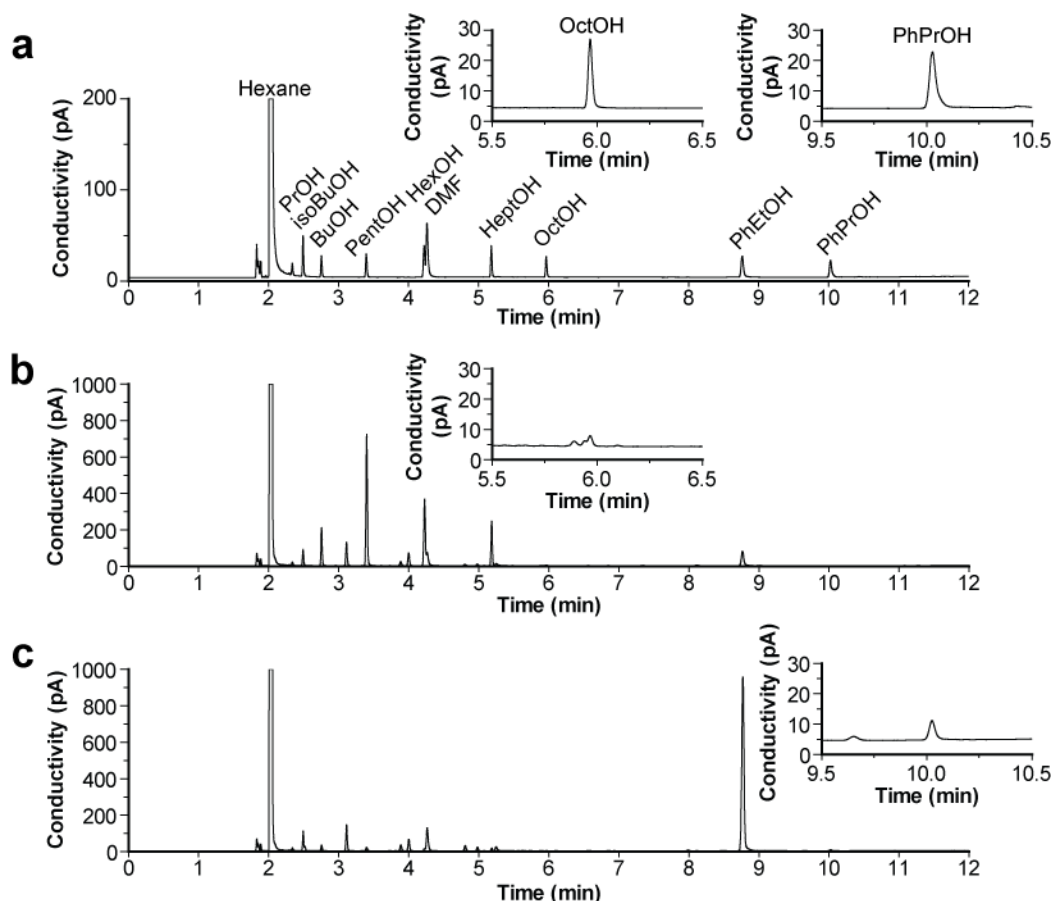 a
Conductivity (pA)
200
100
0
0 1 2 3 4 5 6 7 8 9 10 11 12
Time (min)
Hexane
PrOH
isoBuOH
BuOH
PentOH
HexOH
DMF
HeptOH
OctOH
PhEtOH
PhPrOH
OctOH
Conductivity
(pA)
30
20
10
0
5.5 6.0 6.5
Time (min)
PhPrOH
Conductivity
(pA)
30
20
10
0
9.5 10.0 10.5
Time (min)
b
Conductivity (pA)
1000
800
600
400
200
0
0 1 2 3 4 5 6 7 8 9 10 11 12
Time (min)
Conductivity
(pA)
30
20
10
0
5.5 6.0 6.5
Time (min)
c
Conductivity (pA)
1000
800
600
400
200
0
0 1 2 3 4 5 6 7 8 9 10 11 12
Time (min)
Conductivity (pA)
30
20
10
0
9.5 10.0 10.5
Time (min)